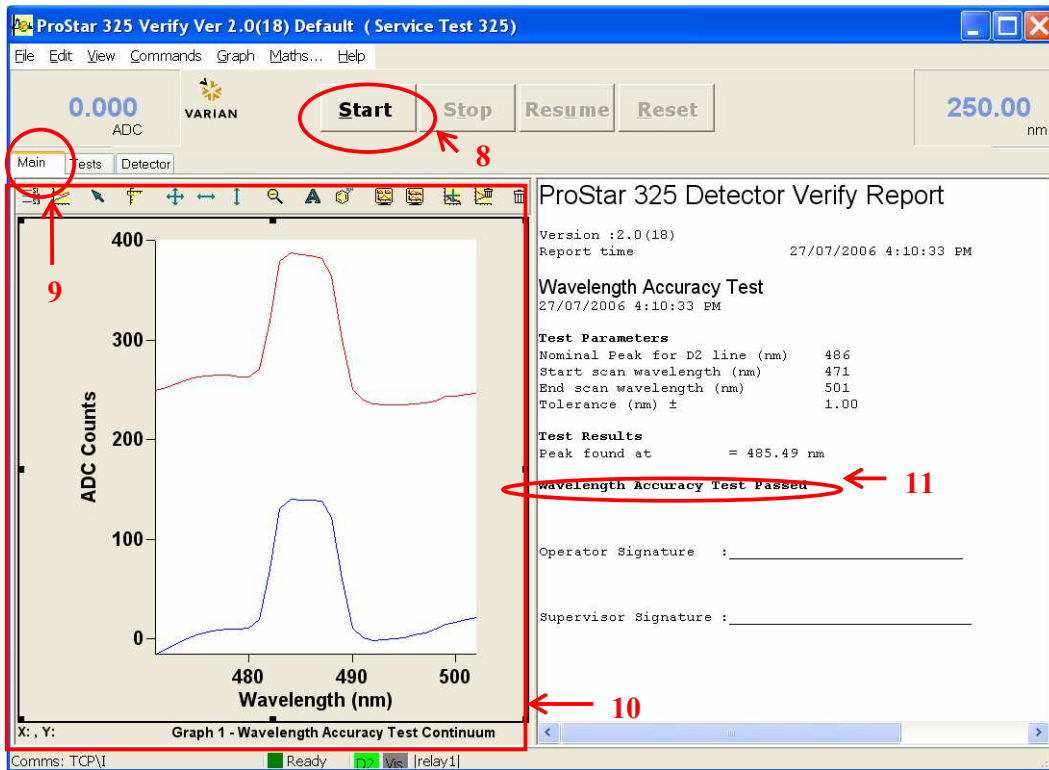 ProStar 325 Verify Ver 2.0(18) Default ( Service Test 325)
File Edit View Commands Graph Maths... Help
0.000
ADC
VARIAN
Start Stop Resume Reset
250.00
nm
8
Main Tests Detector
9
ProStar 325 Detector Verify Report
Version :2.0(18)
Report time 27/07/2006 4:10:33 PM
Wavelength Accuracy Test
27/07/2006 4:10:33 PM
Test Parameters
Nominal Peak for D2 line (nm) 486
Start scan wavelength (nm) 471
End scan wavelength (nm) 501
Tolerance (nm) ± 1.00
Test Results
Peak found at = 485.49 nm
Wavelength Accuracy Test Passed
11
Operator Signature :
Supervisor Signature :
400
300
200
100
0
ADC Counts
480 490 500
Wavelength (nm)
10
X: , Y: Graph 1 - Wavelength Accuracy Test Continuum
Comms: TCP\I Ready D2 Vis |relay1|